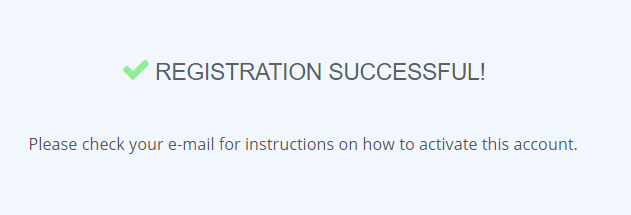 REGISTRATION SUCCESSFUL!
Please check your e-mail for instructions on how to activate this account.